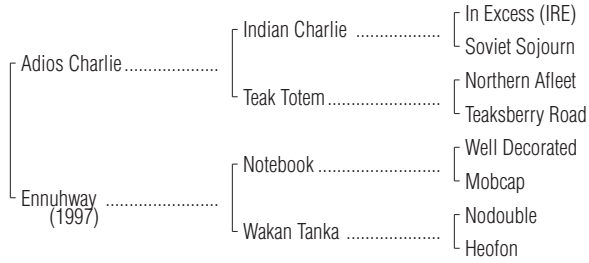 In Excess (IRE)
Indian Charlie ..................
Soviet Sojourn
Adios Charlie ....................
Northern Afleet
Teak Totem ........................
Teaksberry Road
Well Decorated
Notebook ..........................
Mobcap
Ennuhway ........................
(1997)
Nodouble
Wakan Tanka ....................
Heofon